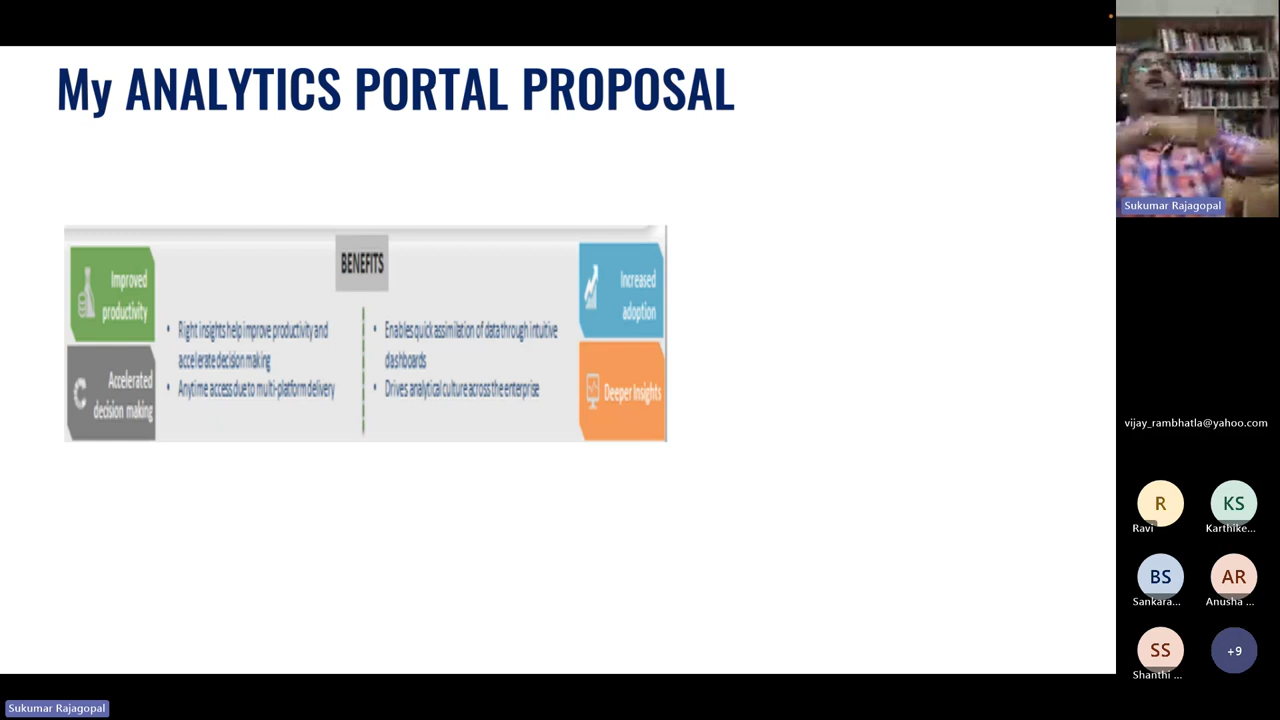 My ANALYTICS PORTAL PROPOSAL
BENEFITS
Improved
productivity
Accelerated
decision making
• Right insights help improve productivity and
accelerate decision making
• Anytime access due to multi-platform delivery
• Enables quick assimilation of data through intuitive
dashboards
• Drives analytical culture across the enterprise
Increased
adoption
Deeper Insights
Sukumar Rajagopal
vijay_rambhatla@yahoo.com
R
Ravi
KS
Karthike...
BS
Sankara...
AR
Anusha ...
SS
Shanthi ...
+9
Sukumar Rajagopal